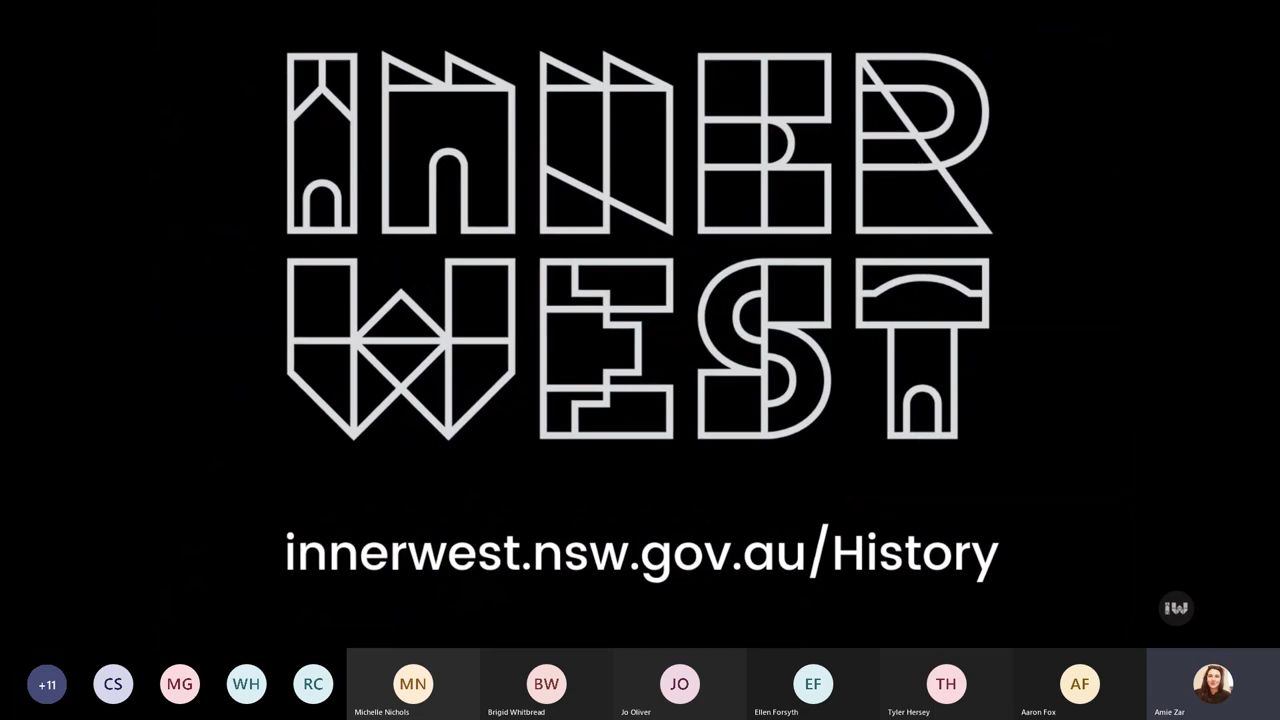 INNER
WEST
innerwest.nsw.gov.au/History
IW
+11
CS
MG
WH
RC
MN
BW
JO
EF
TH
AF
Michelle Nichols
Brigid Whitbread
Jo Oliver
Ellen Forsyth
Tyler Hersey
Aaron Fox
Amie Zar